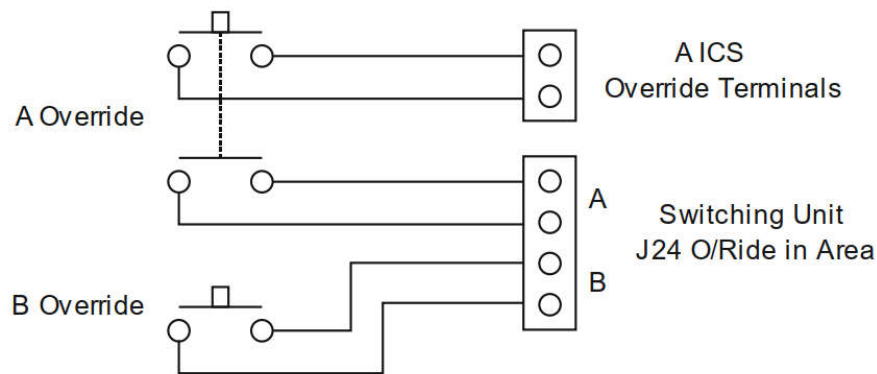 A ICS
Override Terminals
A Override
A
Switching Unit
J24 O/Ride in Area
B
B Override